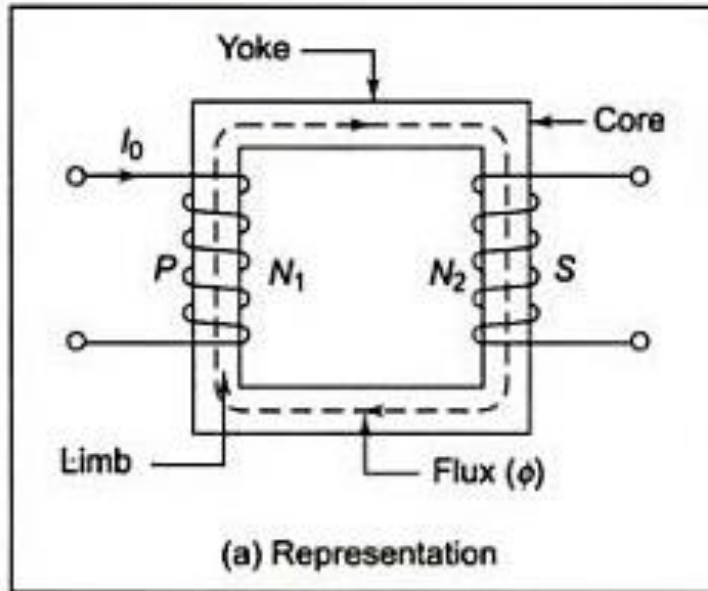 Yoke
Core
I₀
P
N₁
N₂
S
Limb
Flux (ϕ)
(a) Representation